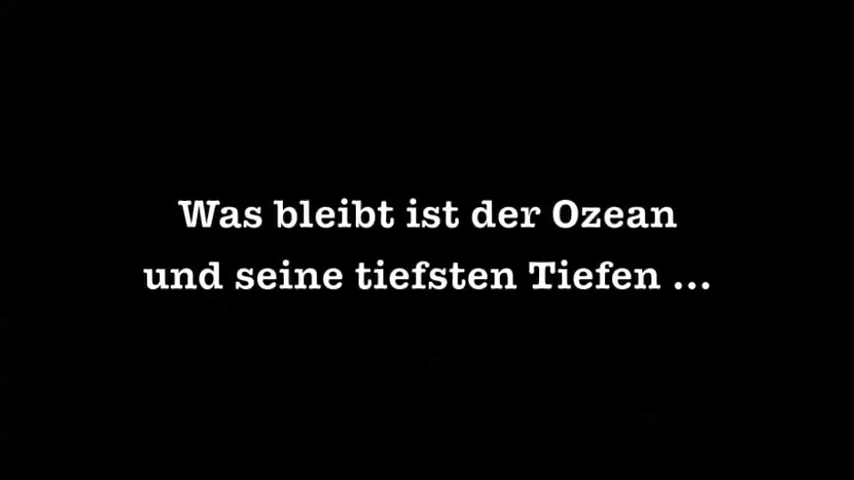 Was bleibt ist der Ozean
und seine tiefsten Tiefen ...